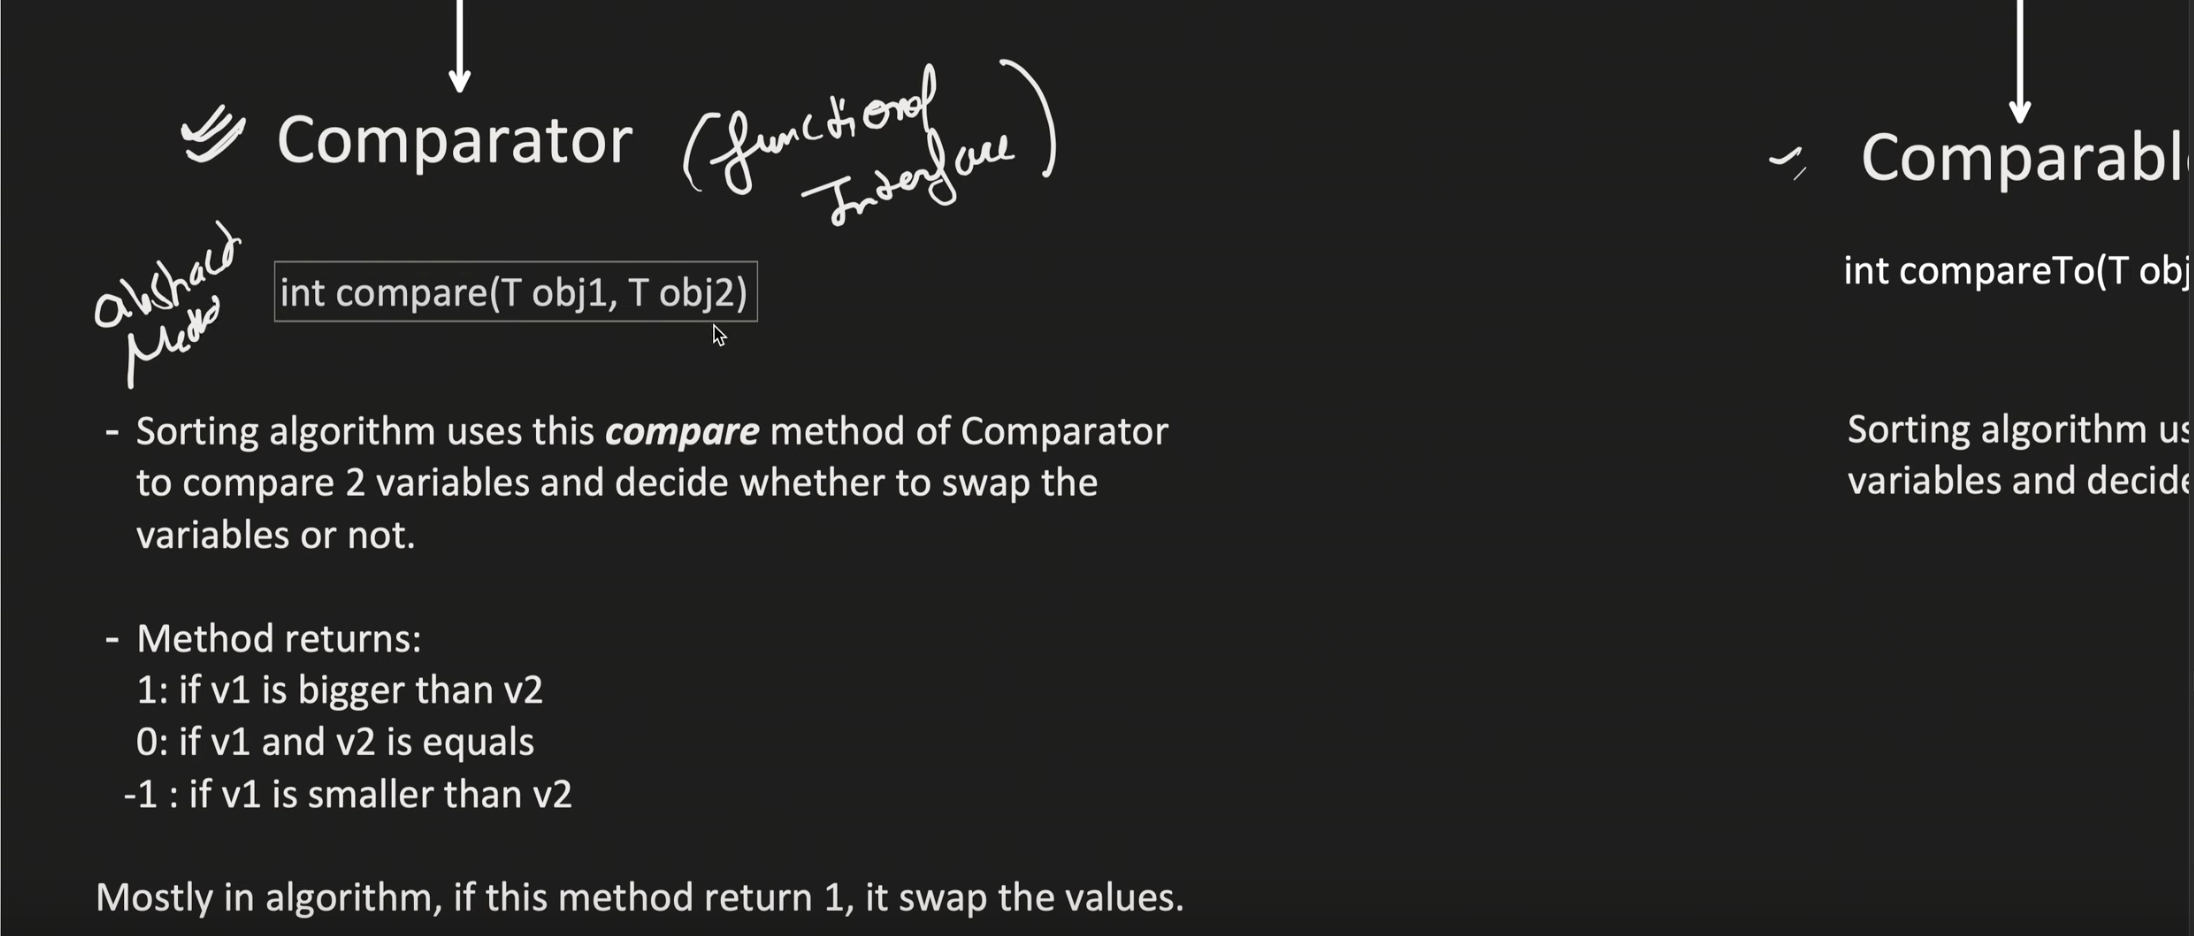 Comparator (functional
Interface)
abstract
Method
int compare(T obj1, T obj2)
- Sorting algorithm uses this compare method of Comparator
to compare 2 variables and decide whether to swap the
variables or not.
- Method returns:
1: if v1 is bigger than v2
0: if v1 and v2 is equals
-1 : if v1 is smaller than v2
Mostly in algorithm, if this method return 1, it swap the values.
Comparabl
int compareTo(T obj
Sorting algorithm us
variables and decid